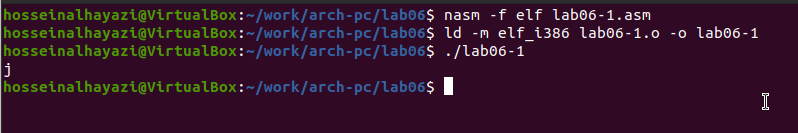 hosseinalhayazi@VirtualBox:~/work/arch-pc/lab06$ nasm -f elf lab06-1.asm
hosseinalhayazi@VirtualBox:~/work/arch-pc/lab06$ ld -m elf_i386 lab06-1.o -o lab06-1
hosseinalhayazi@VirtualBox:~/work/arch-pc/lab06$ ./lab06-1
j
hosseinalhayazi@VirtualBox:~/work/arch-pc/lab06$